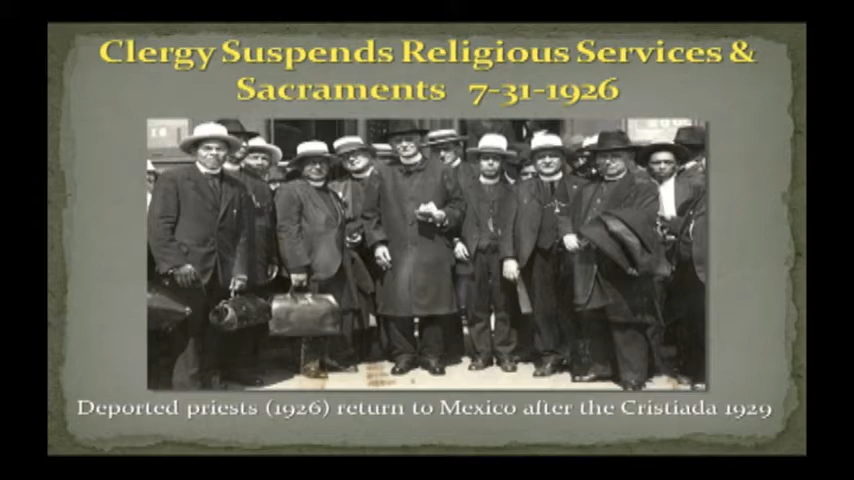 Clergy Suspends Religious Services &
Sacraments 7-31-1926
Deported priests (1926) return to Mexico after the Cristiada 1929